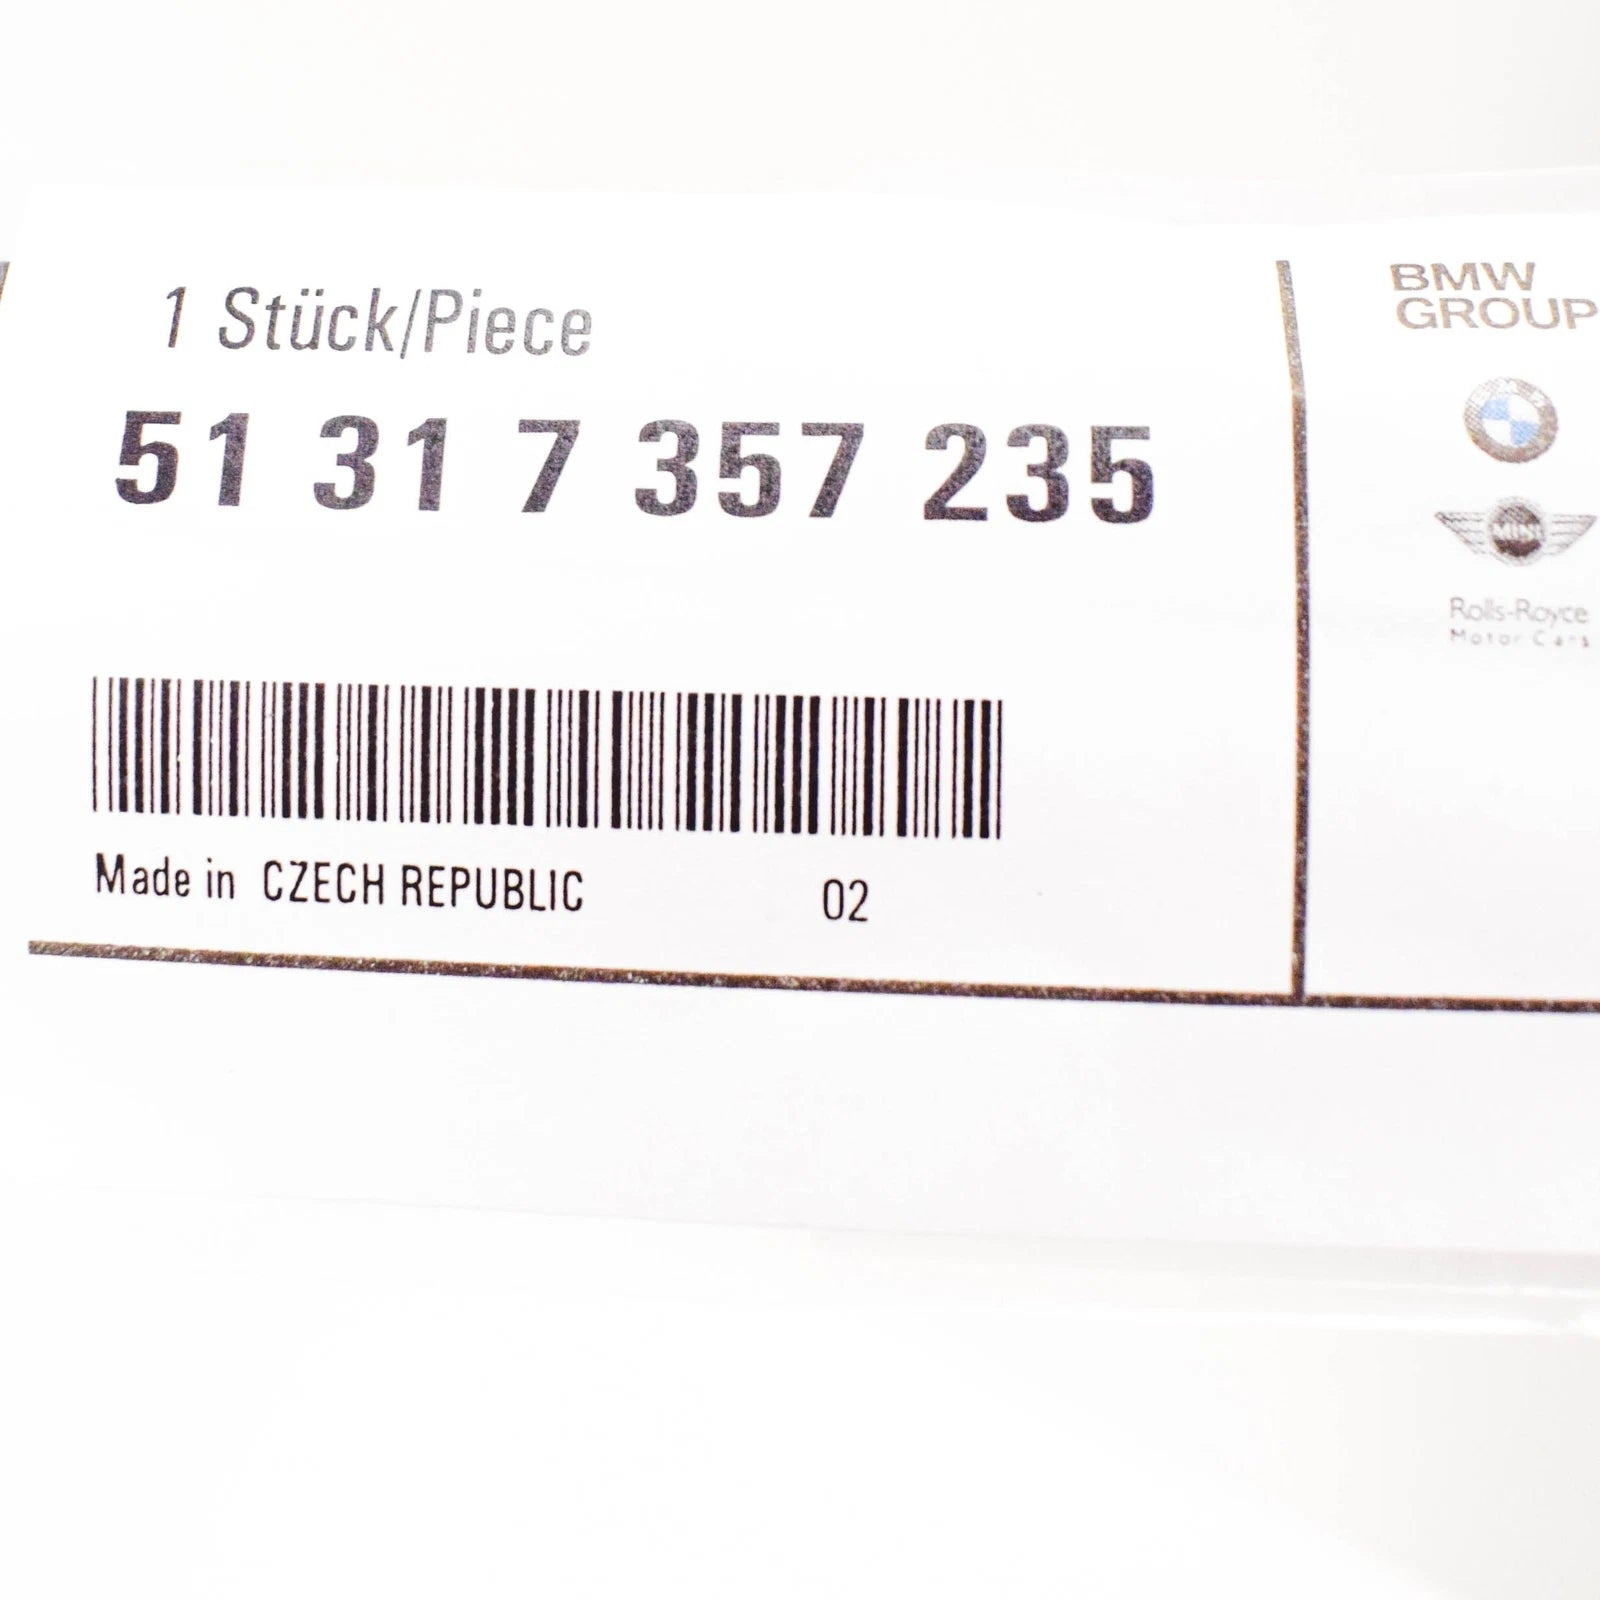 1 Stück/Piece
51 31 7 357 235
Made in CZECH REPUBLIC 02
BMW
GROUP
MINI
Rolls-Royce
Motor Cars